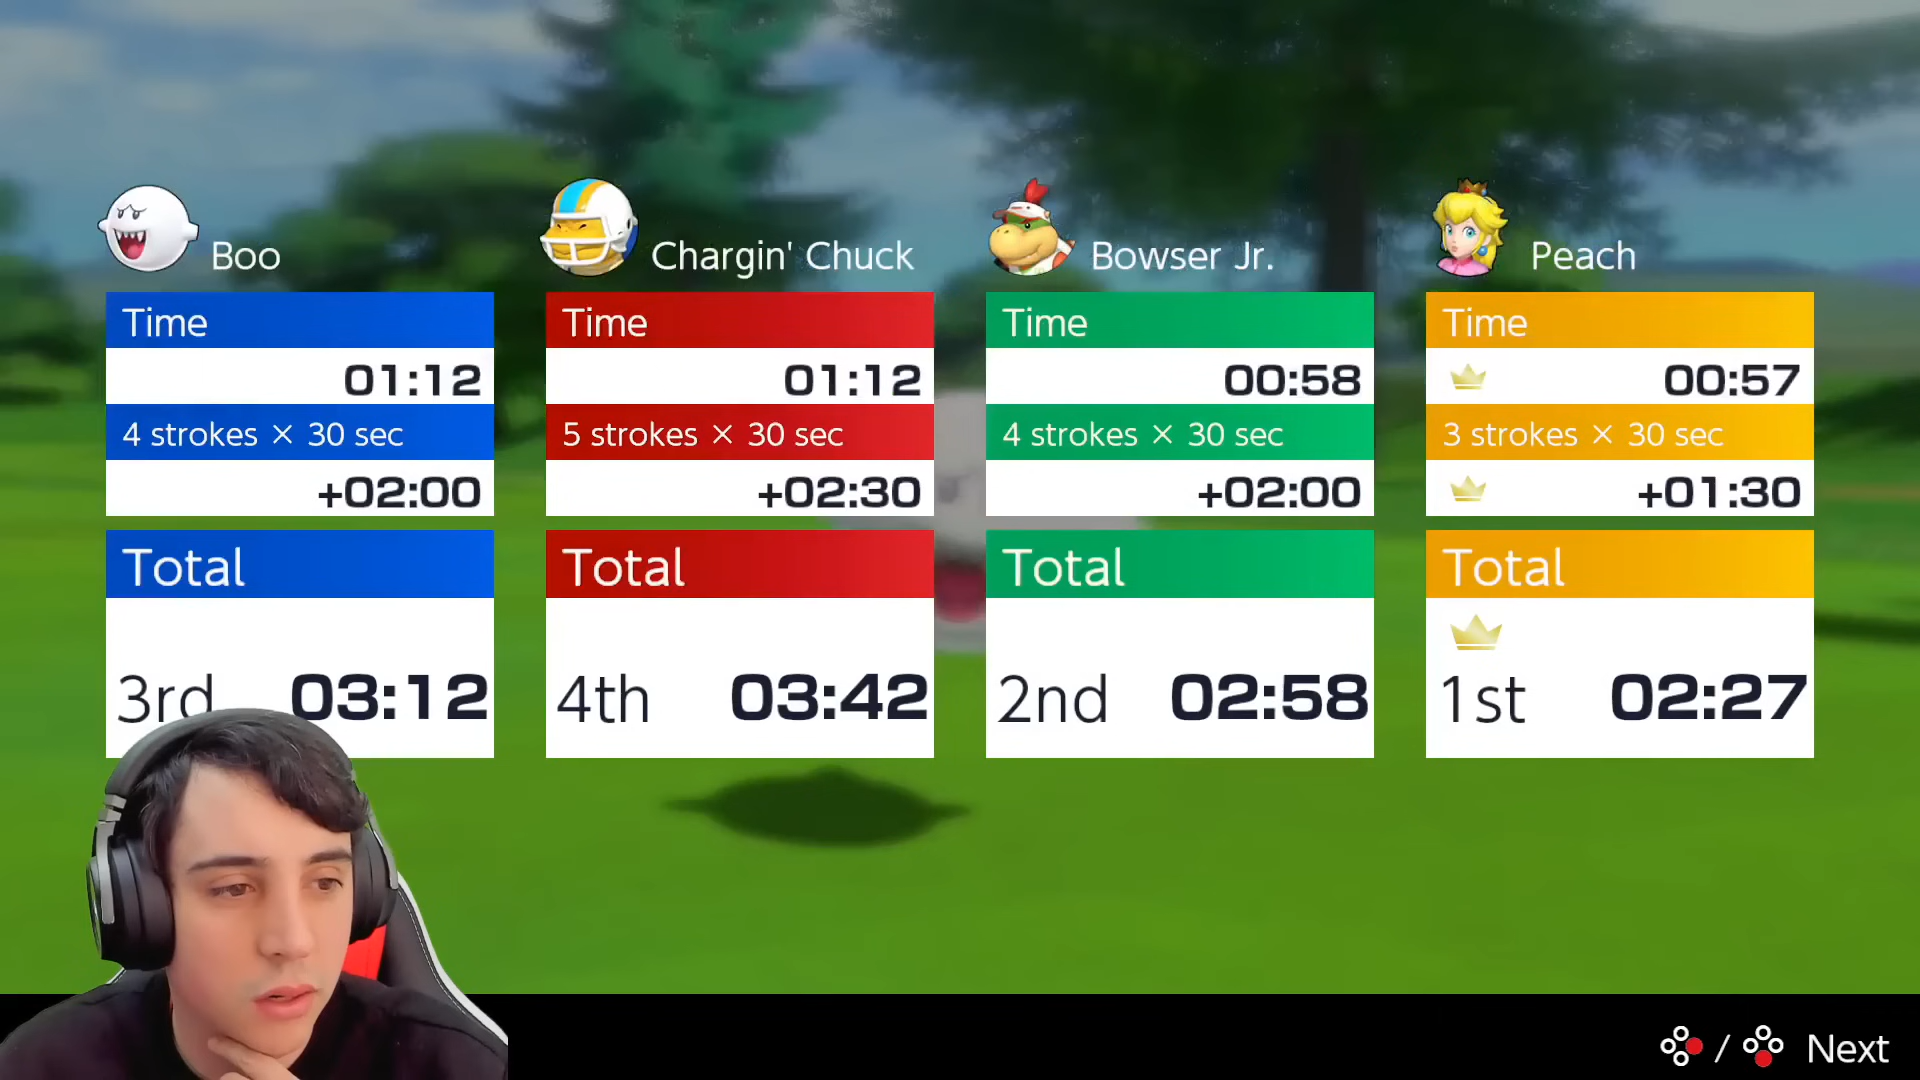 Boo
Time
01:12
4 strokes × 30 sec
+02:00
Total
3rd 03:12
Chargin' Chuck
Time
01:12
5 strokes × 30 sec
+02:30
Total
4th 03:42
Bowser Jr.
Time
00:58
4 strokes × 30 sec
+02:00
Total
2nd 02:58
Peach
Time
00:57
3 strokes × 30 sec
+01:30
Total
1st 02:27
/ Next